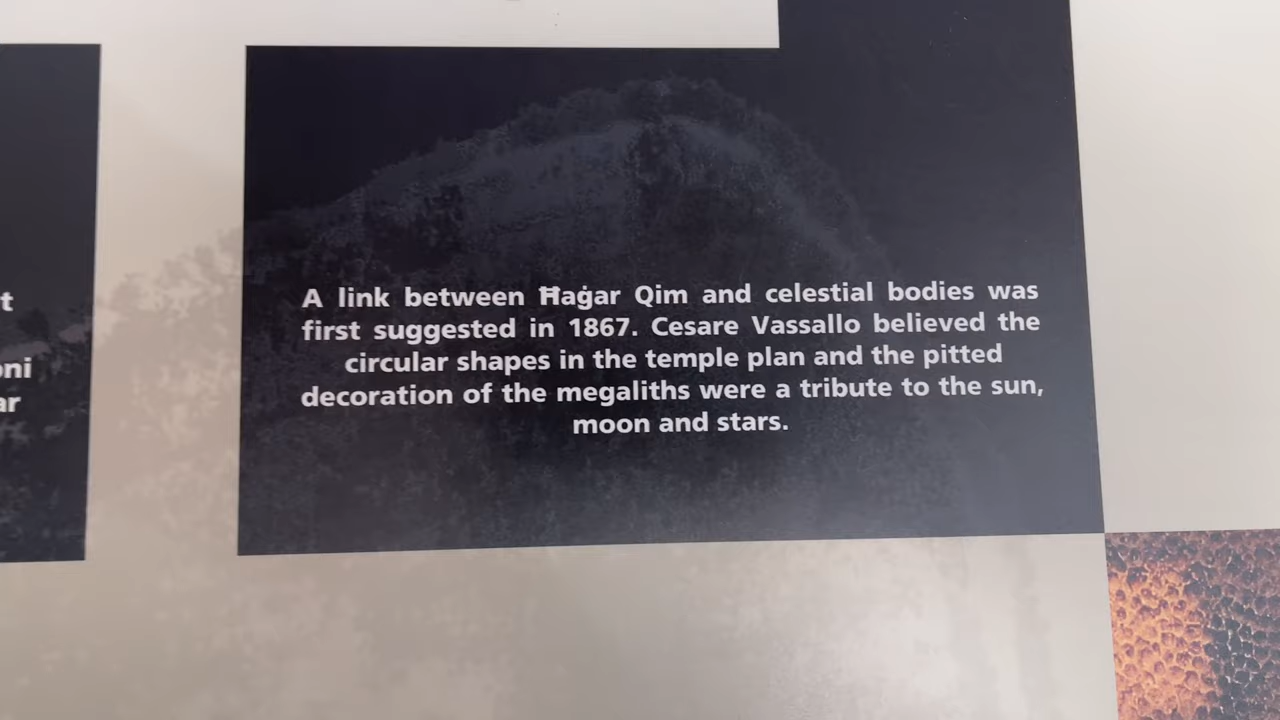 A link between Ħaġar Qim and celestial bodies was
first suggested in 1867. Cesare Vassallo believed the
circular shapes in the temple plan and the pitted
decoration of the megaliths were a tribute to the sun,
moon and stars.